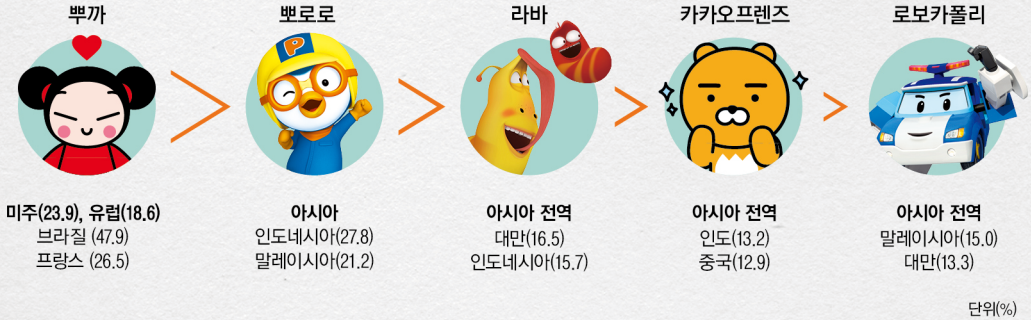 뿌까
뽀로로
라바
카카오프렌즈
로보카폴리
P
미주(23.9), 유럽(18.6)
브라질 (47.9)
프랑스 (26.5)
아시아
인도네시아(27.8)
말레이시아(21.2)
아시아 전역
대만(16.5)
인도네시아(15.7)
아시아 전역
인도(13.2)
중국(12.9)
아시아 전역
말레이시아(15.0)
대만(13.3)
단위(%)